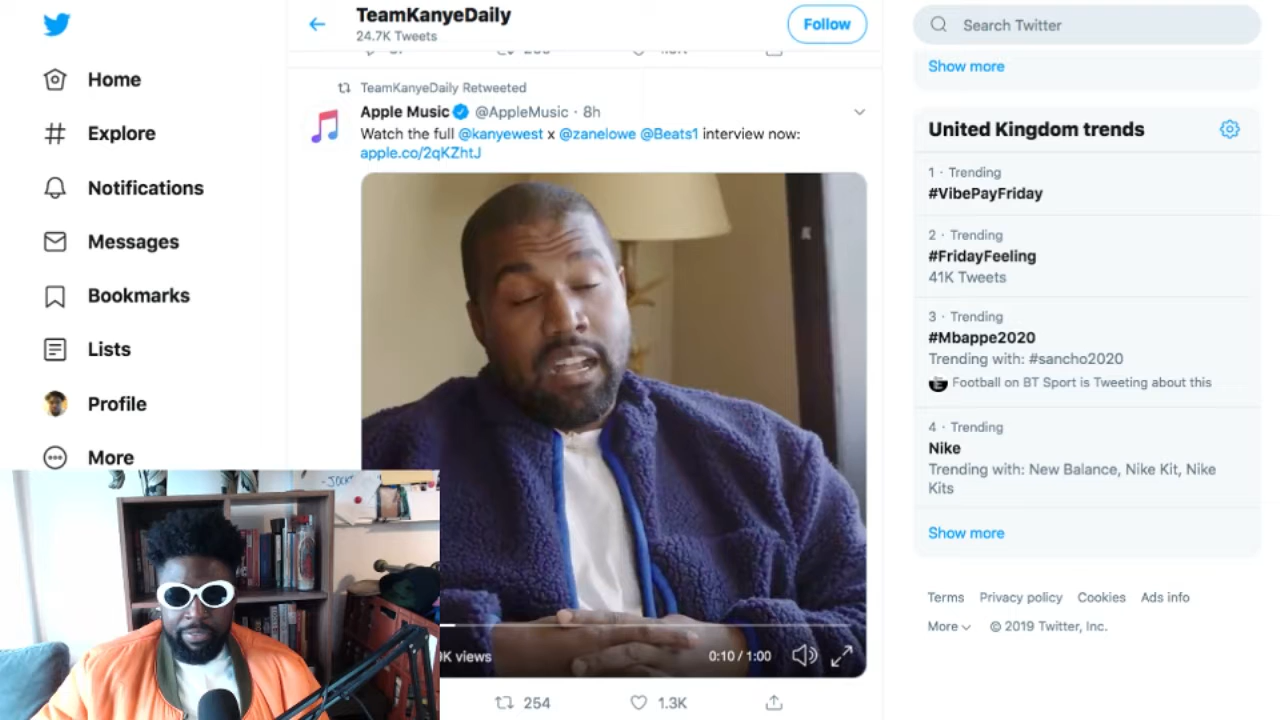 TeamKanyeDaily
24.7K Tweets
Follow
Search Twitter
Home
Explore
Notifications
Messages
Bookmarks
Lists
Profile
More
TeamKanyeDaily Retweeted
Apple Music @AppleMusic · 8h
Watch the full @kanyewest x @zanelowe @Beats1 interview now:
apple.co/2qKZhtJ
K views
0:10 / 1:00
254
1.3K
Show more
United Kingdom trends
1 · Trending
#VibePayFriday
2 · Trending
#FridayFeeling
41K Tweets
3 · Trending
#Mbappe2020
Trending with: #sancho2020
Football on BT Sport is Tweeting about this
4 · Trending
Nike
Trending with: New Balance, Nike Kit, Nike
Kits
Show more
Terms Privacy policy Cookies Ads info
More © 2019 Twitter, Inc.